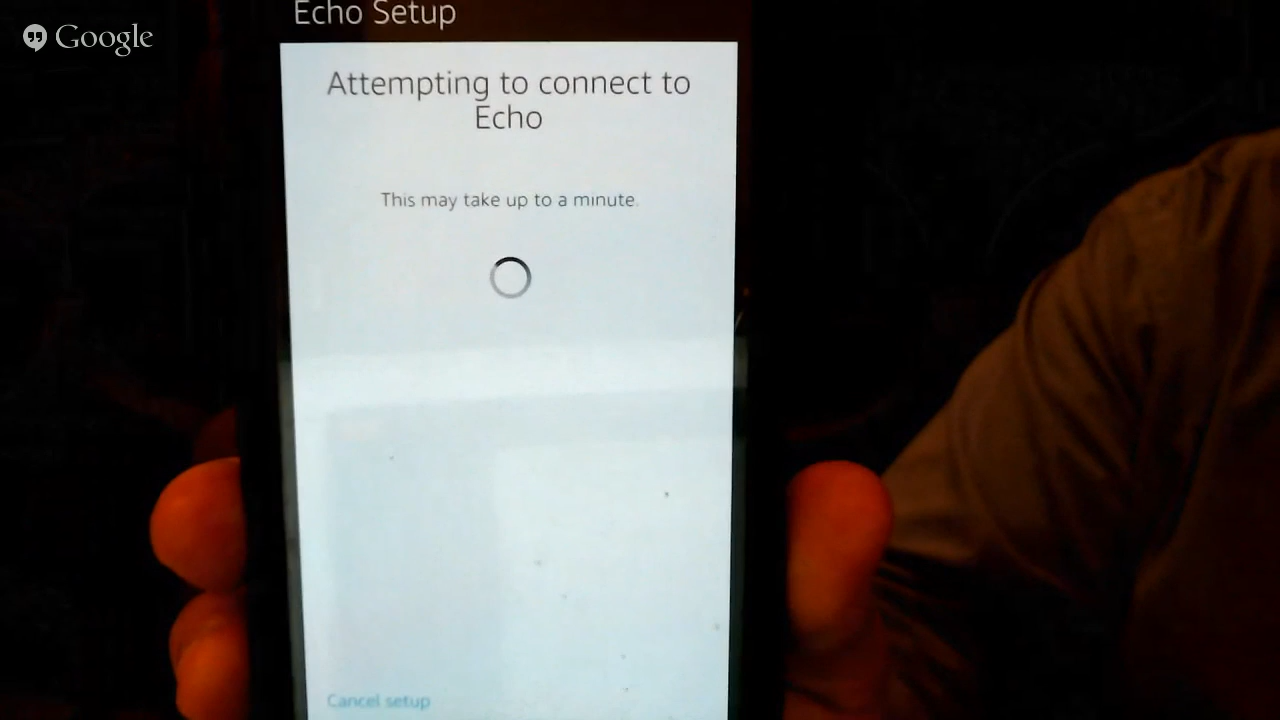 Echo Setup
Google
Attempting to connect to
Echo
This may take up to a minute.
Cancel setup